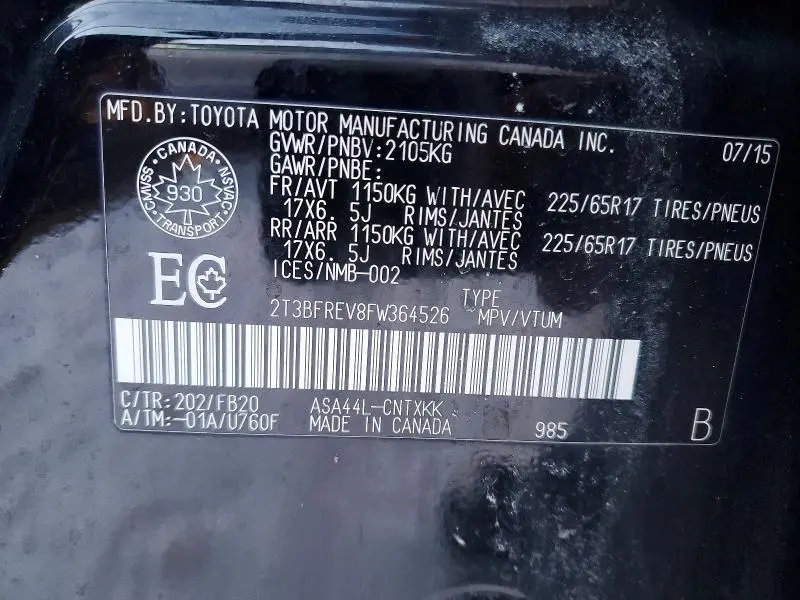 MFD.BY:TOYOTA MOTOR MANUFACTURING CANADA INC. 07/15
GVWR/PNBV:2105KG
GAWR/PNBE:
FR/AVT 1150KG WITH/AVEC 225/65R17 TIRES/PNEUS
17X6. 5J RIMS/JANTES
RR/ARR 1150KG WITH/AVEC 225/65R17 TIRES/PNEUS
17X6. 5J RIMS/JANTES
ICES/NMB-002
CANADA
CMVSS 930 NSVAC
TRANSPORT
EC
TYPE
2T3BFREV8FW364526 MPV/VTUM
C/TR:202/FB20 ASA44L-CNTXKK
A/TM:-01A/U760F MADE IN CANADA 985 B